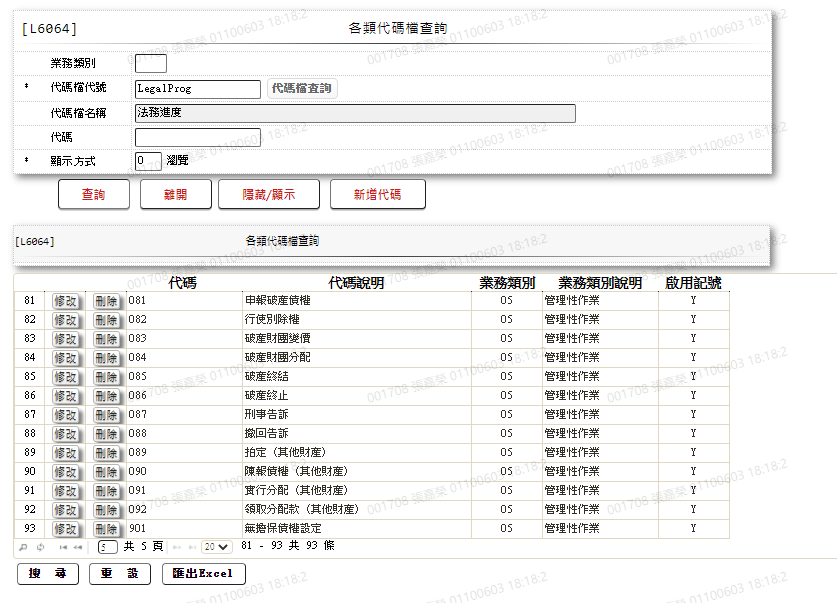 [L6064] 各類代碼檔查詢
業務類別
* 代碼檔代號 LegalProg 代碼檔查詢
代碼檔名稱 法務進度
代碼
* 顯示方式 0 瀏覽
查詢 離開 隱藏/顯示 新增代碼
[L6064] 各類代碼檔查詢
代碼 代碼說明 業務類別 業務類別說明 啟用記號
81 修改 刪除 081 申報破產債權 05 管理性作業 Y
82 修改 刪除 082 行使別除權 05 管理性作業 Y
83 修改 刪除 083 破產財團變價 05 管理性作業 Y
84 修改 刪除 084 破產財團分配 05 管理性作業 Y
85 修改 刪除 085 破產終結 05 管理性作業 Y
86 修改 刪除 086 破產終止 05 管理性作業 Y
87 修改 刪除 087 刑事告訴 05 管理性作業 Y
88 修改 刪除 088 撤回告訴 05 管理性作業 Y
89 修改 刪除 089 拍定（其他財產） 05 管理性作業 Y
90 修改 刪除 090 陳報債權（其他財產） 05 管理性作業 Y
91 修改 刪除 091 實行分配（其他財產） 05 管理性作業 Y
92 修改 刪除 092 領取分配款（其他財產） 05 管理性作業 Y
93 修改 刪除 901 無擔保債權設定 05 管理性作業 Y
5 共 5 頁 20 81 - 93 共 93 條
搜 尋 重 設 匯出Excel
001708 張嘉榮 01100603 18:18:2